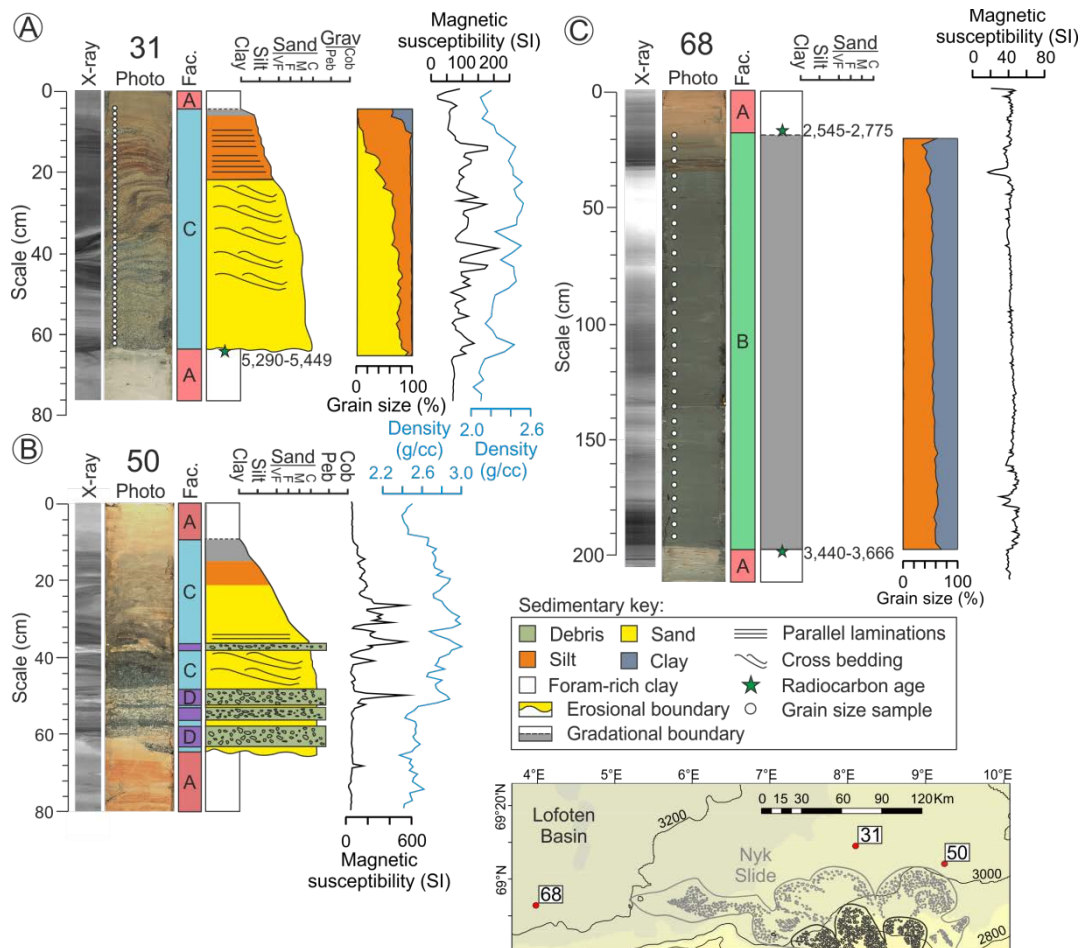 A
31
X-ray
Photo
Fac.
Clay
Silt
Sand
VF
F
M
C
Grav
Peb
Cob
Magnetic
susceptibility (SI)
0 100 200
Scale (cm)
0
20
40
60
80
A
C
A
5,290-5,449
0 100
Grain size (%)
2.0 2.6
Density
(g/cc)
B
50
X-ray
Photo
Fac.
Clay
Silt
Sand
VF
F
M
C
Peb
Cob
Density
(g/cc)
2.2 2.6 3.0
Scale (cm)
0
20
40
60
80
A
C
C
D
D
A
0 600
Magnetic
susceptibility (SI)
C
68
X-ray
Photo
Fac.
Clay
Silt
Sand
VF
F
M
C
Magnetic
susceptibility (SI)
0 40 80
Scale (cm)
0
50
100
150
200
A
B
A
2,545-2,775
3,440-3,666
0 100
Grain size (%)
Sedimentary key:
Debris
Sand
Parallel laminations
Silt
Clay
Cross bedding
Foram-rich clay
Radiocarbon age
Erosional boundary
Grain size sample
Gradational boundary
4°E 6°E 7°E 8°E 9°E 10°E
69°20'N
69°N
0 15 30 60 90 120 Km
Lofoten
Basin
3200
Nyk
Slide
31
50
68
3000
2800